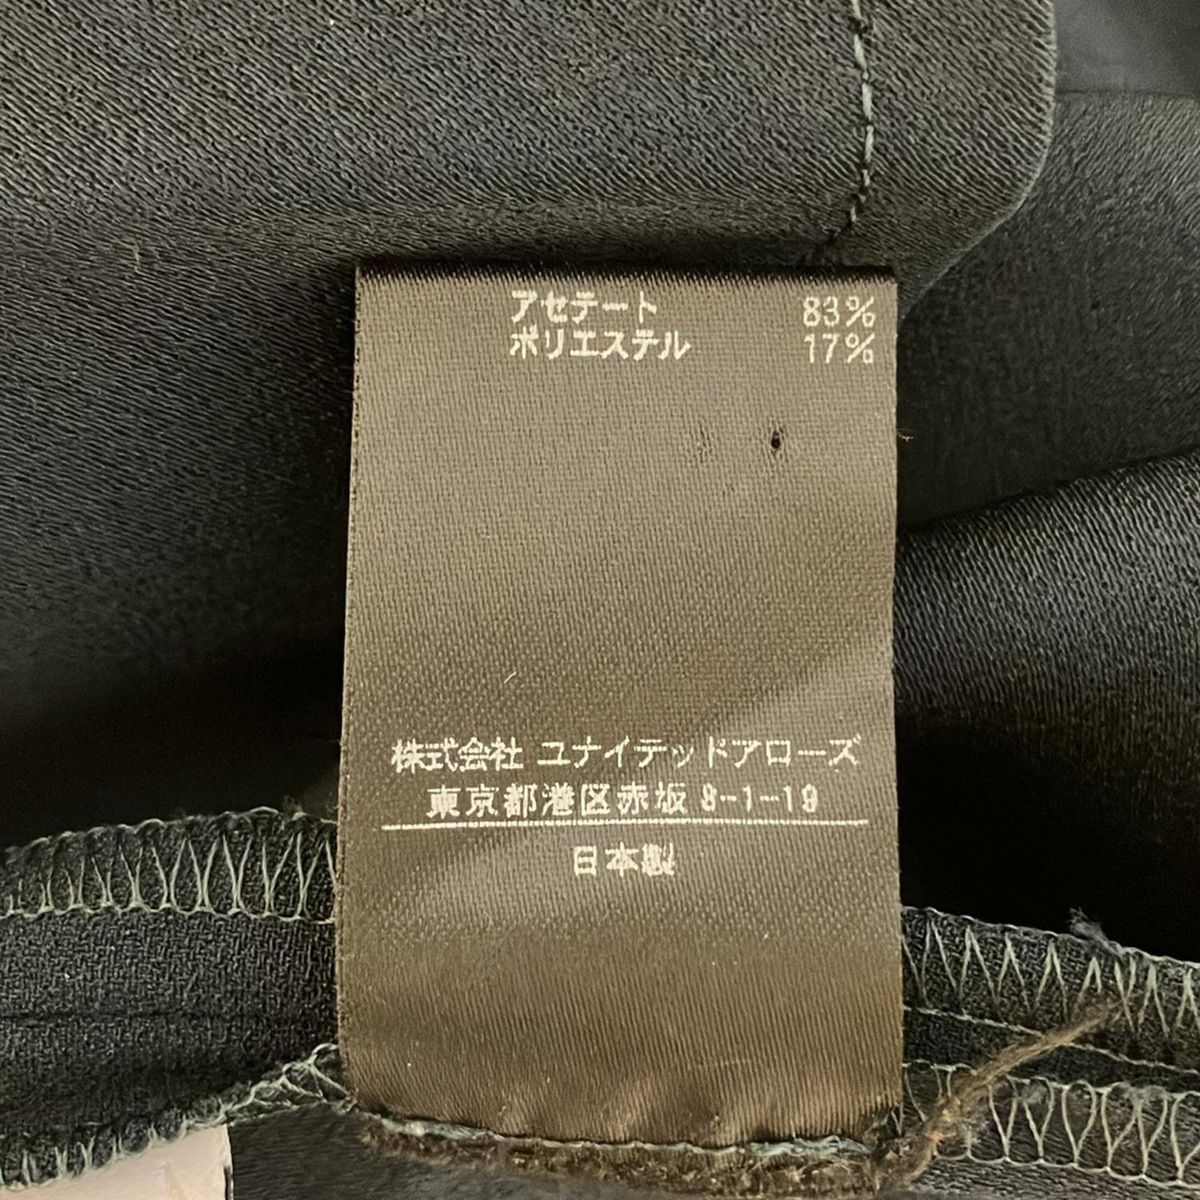 アセテート 83%
ポリエステル 17%
株式会社 ユナイテッドアローズ
東京都港区赤坂 8-1-19
日本製